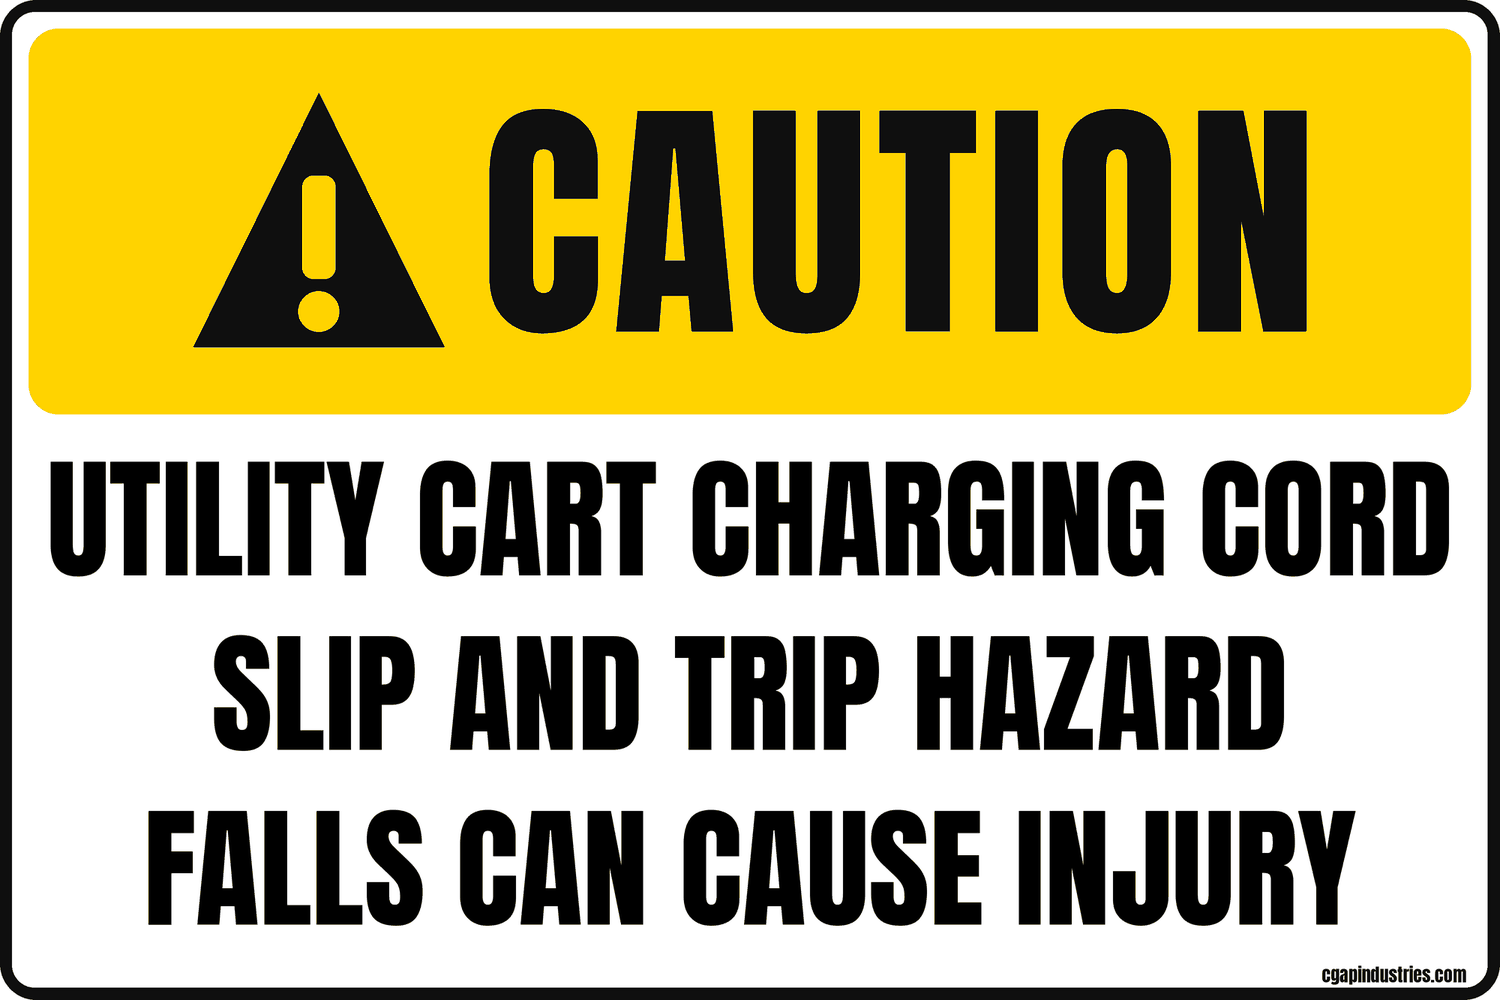 CAUTION
UTILITY CART CHARGING CORD
SLIP AND TRIP HAZARD
FALLS CAN CAUSE INJURY
cgapindustries.com